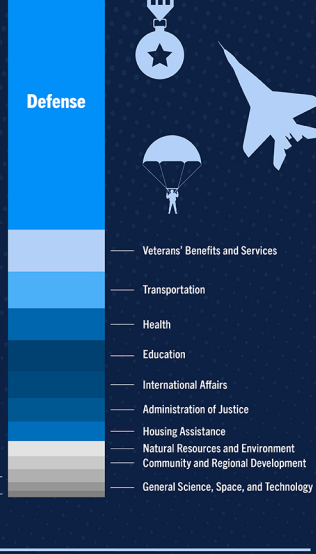 Defense
Veterans' Benefits and Services
Transportation
Health
Education
International Affairs
Administration of Justice
Housing Assistance
Natural Resources and Environment
Community and Regional Development
General Science, Space, and Technology